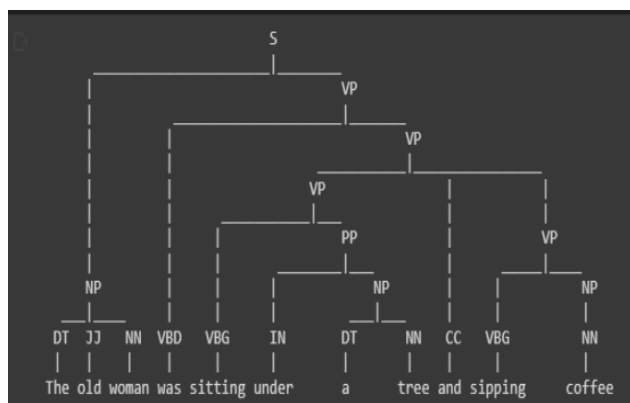 S
VP
VP
VP
PP VP
NP NP NP
DT JJ NN VBD VBG IN DT NN CC VBG NN
The old woman was sitting under a tree and sipping coffee